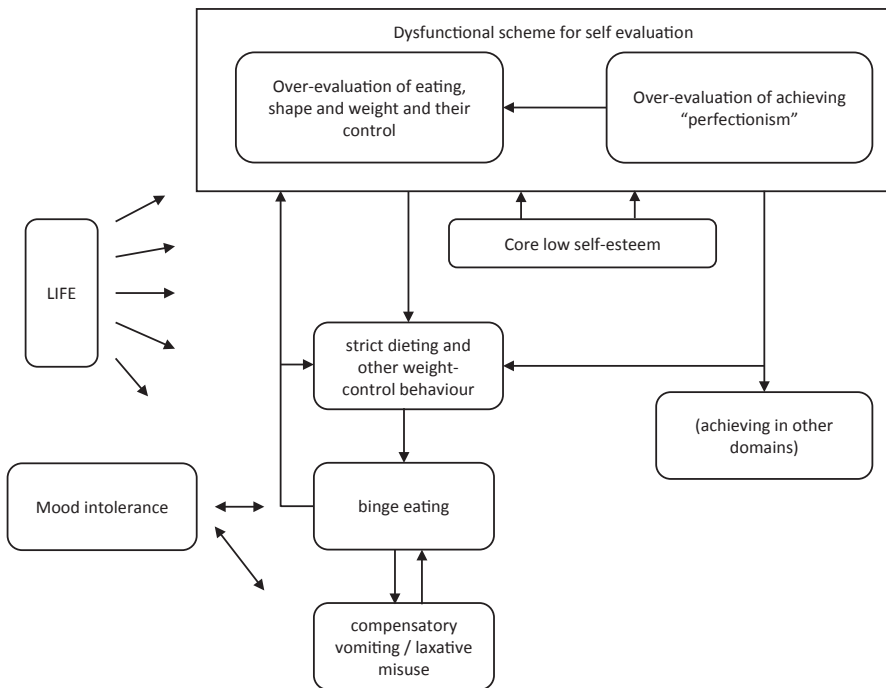 Dysfunctional scheme for self evaluation
Over-evaluation of eating,
shape and weight and their
control
Over-evaluation of achieving
“perfectionism”
Core low self-esteem
LIFE
strict dieting and
other weight-
control behaviour
(achieving in other
domains)
Mood intolerance
binge eating
compensatory
vomiting / laxative
misuse